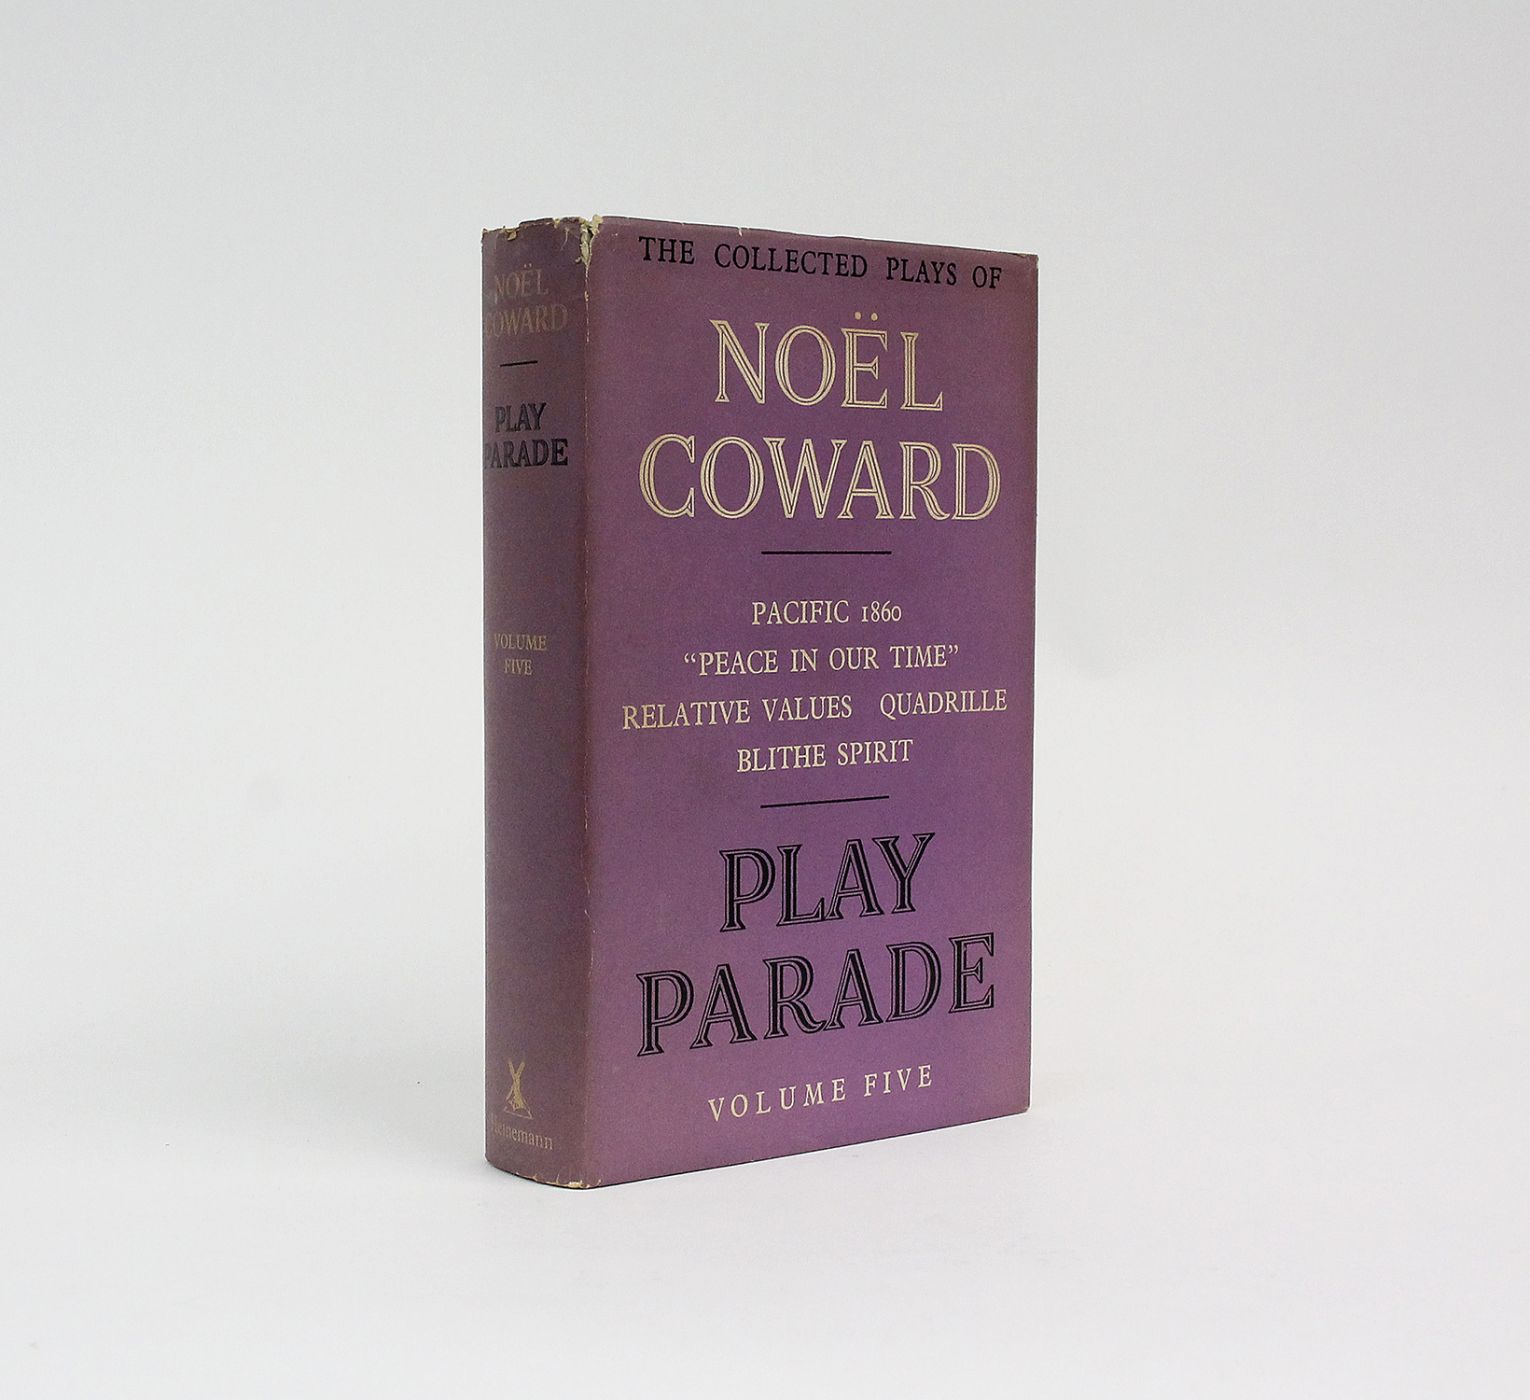 NOËL
COWARD
PLAY
PARADE
VOLUME
FIVE
Heinemann
THE COLLECTED PLAYS OF
NOËL
COWARD
PACIFIC 1860
“PEACE IN OUR TIME”
RELATIVE VALUES QUADRILLE
BLITHE SPIRIT
PLAY
PARADE
VOLUME FIVE